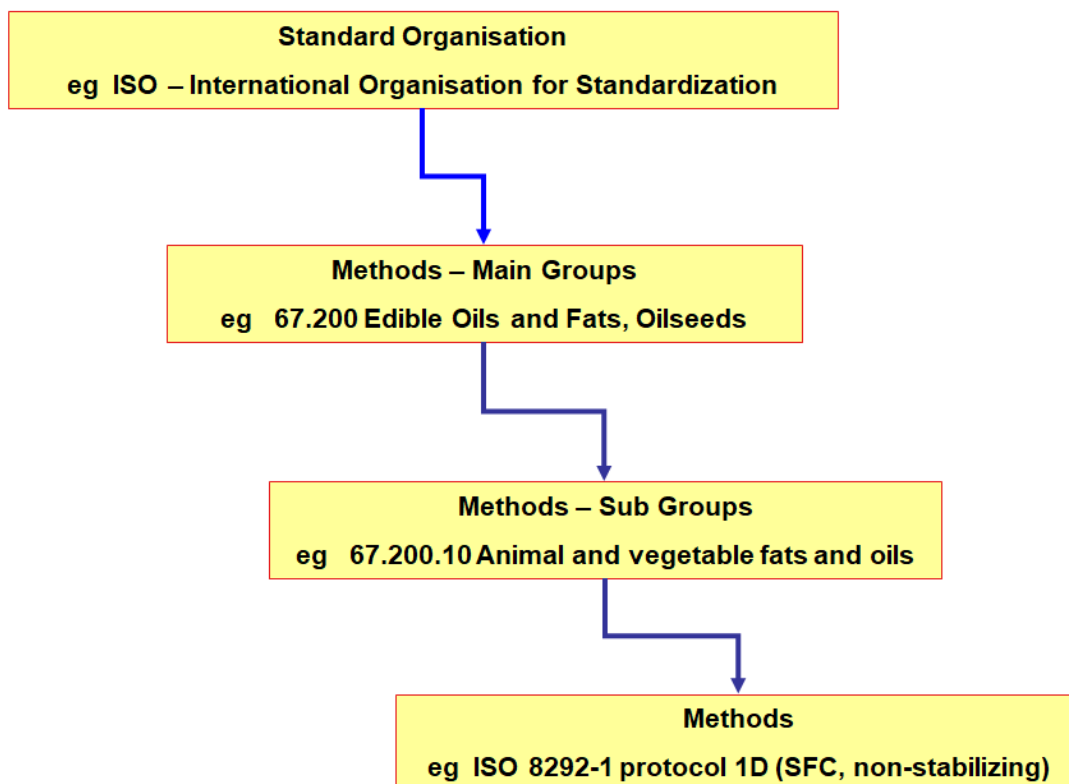 Standard Organisation
eg ISO – International Organisation for Standardization
Methods – Main Groups
eg 67.200 Edible Oils and Fats, Oilseeds
Methods – Sub Groups
eg 67.200.10 Animal and vegetable fats and oils
Methods
eg ISO 8292-1 protocol 1D (SFC, non-stabilizing)